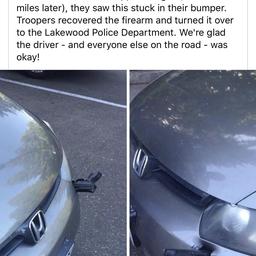 miles later), they saw this stuck in their bumper.
Troopers recovered the firearm and turned it over
to the Lakewood Police Department. We're glad
the driver - and everyone else on the road - was
okay!